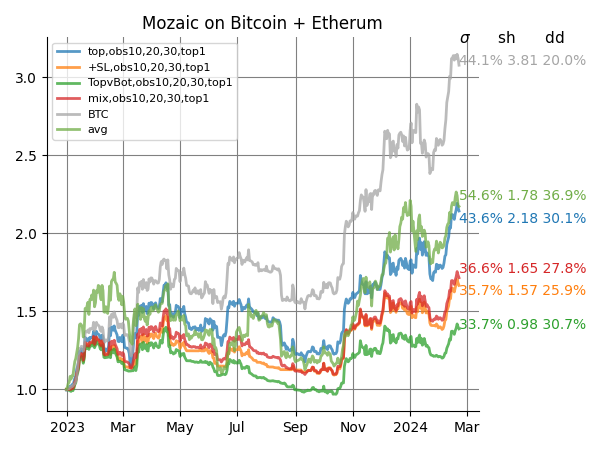 Mozaic on Bitcoin + Etherum
σ sh dd
top,obs10,20,30,top1
+SL,obs10,20,30,top1
TopvBot,obs10,20,30,top1
mix,obs10,20,30,top1
BTC
avg
44.1% 3.81 20.0%
54.6% 1.78 36.9%
43.6% 2.18 30.1%
36.6% 1.65 27.8%
35.7% 1.57 25.9%
33.7% 0.98 30.7%
3.0
2.5
2.0
1.5
1.0
2023 Mar May Jul Sep Nov 2024 Mar